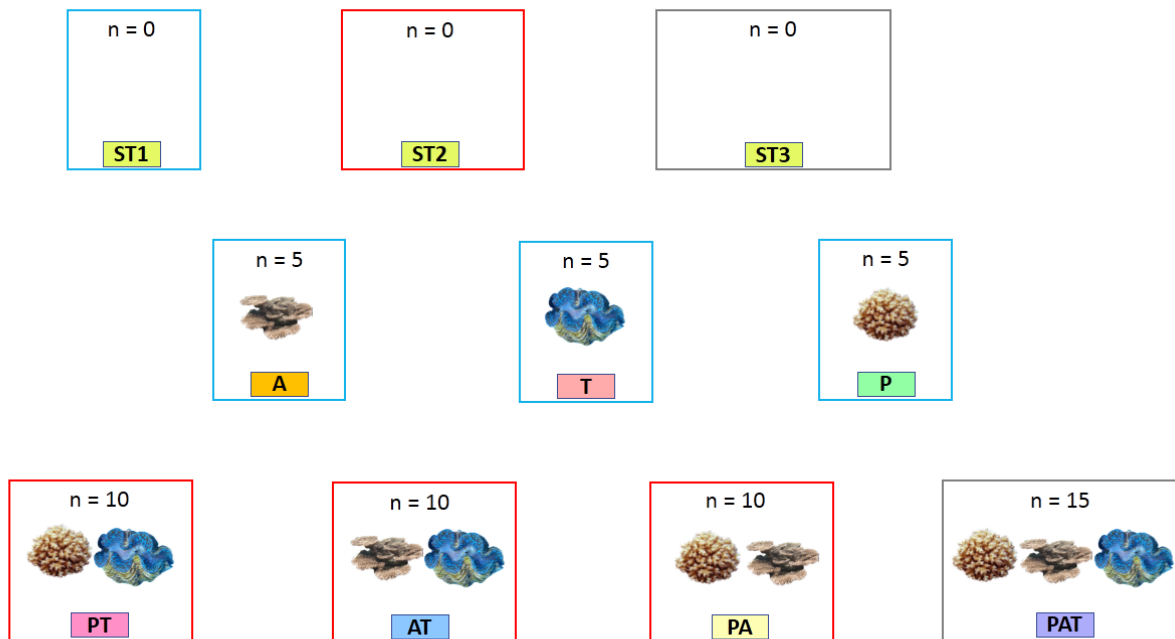 n = 0
n = 0
n = 0
ST1
ST2
ST3
n = 5
n = 5
n = 5
A
T
P
n = 10
n = 10
n = 10
n = 15
PT
AT
PA
PAT